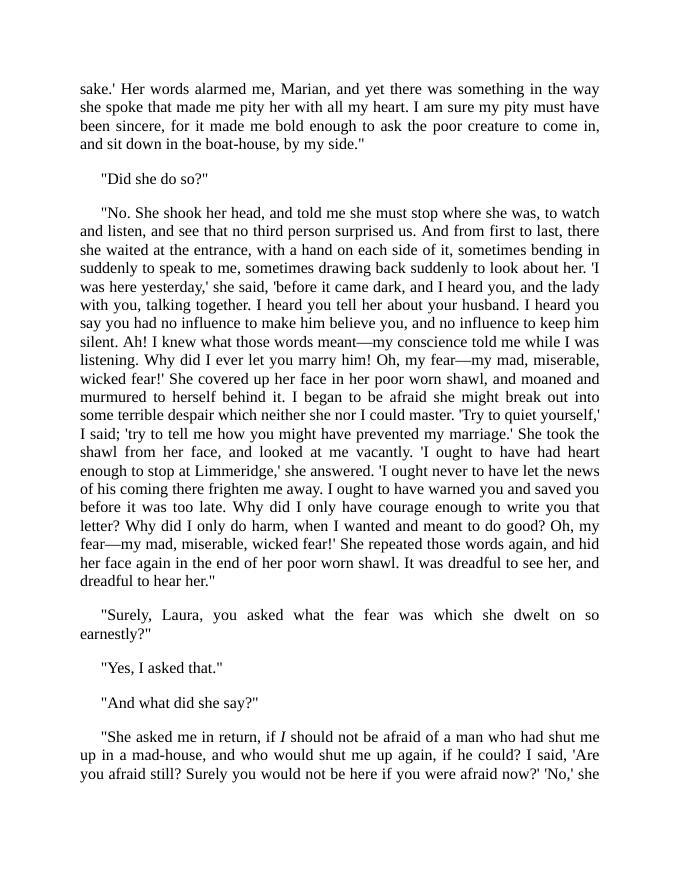 sake.' Her words alarmed me, Marian, and yet there was something in the way
she spoke that made me pity her with all my heart. I am sure my pity must have
been sincere, for it made me bold enough to ask the poor creature to come in,
and sit down in the boat-house, by my side."
"Did she do so?"
"No. She shook her head, and told me she must stop where she was, to watch
and listen, and see that no third person surprised us. And from first to last, there
she waited at the entrance, with a hand on each side of it, sometimes bending in
suddenly to speak to me, sometimes drawing back suddenly to look about her. 'I
was here yesterday,' she said, 'before it came dark, and I heard you, and the lady
with you, talking together. I heard you tell her about your husband. I heard you
say you had no influence to make him believe you, and no influence to keep him
silent. Ah! I knew what those words meant—my conscience told me while I was
listening. Why did I ever let you marry him! Oh, my fear—my mad, miserable,
wicked fear!' She covered up her face in her poor worn shawl, and moaned and
murmured to herself behind it. I began to be afraid she might break out into
some terrible despair which neither she nor I could master. 'Try to quiet yourself,'
I said; 'try to tell me how you might have prevented my marriage.' She took the
shawl from her face, and looked at me vacantly. 'I ought to have had heart
enough to stop at Limmeridge,' she answered. 'I ought never to have let the news
of his coming there frighten me away. I ought to have warned you and saved you
before it was too late. Why did I only have courage enough to write you that
letter? Why did I only do harm, when I wanted and meant to do good? Oh, my
fear—my mad, miserable, wicked fear!' She repeated those words again, and hid
her face again in the end of her poor worn shawl. It was dreadful to see her, and
dreadful to hear her."
"Surely, Laura, you asked what the fear was which she dwelt on so
earnestly?"
"Yes, I asked that."
"And what did she say?"
"She asked me in return, if I should not be afraid of a man who had shut me
up in a mad-house, and who would shut me up again, if he could? I said, 'Are
you afraid still? Surely you would not be here if you were afraid now?' 'No,' she